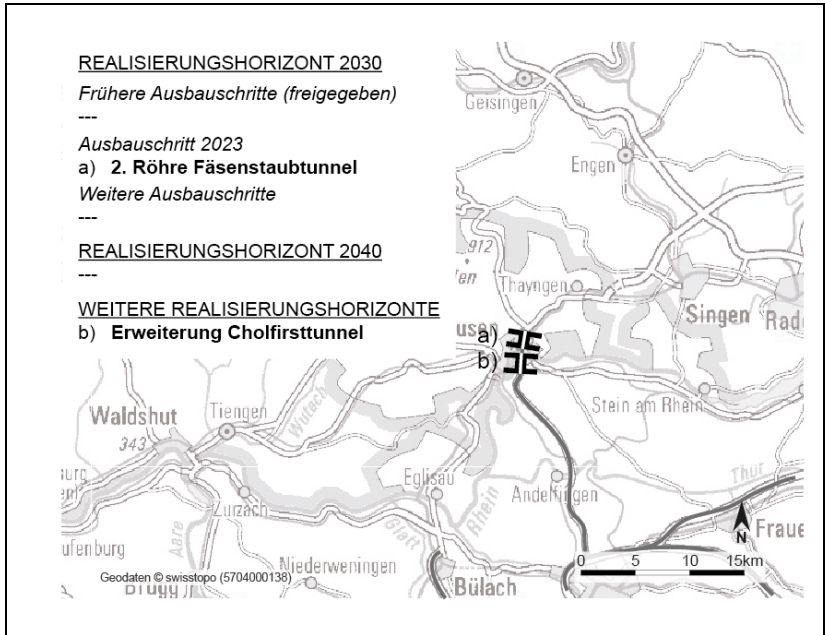 REALISIERUNGSHORIZONT 2030
Frühere Ausbauschritte (freigegeben)
---
Ausbauschritt 2023
a) 2. Röhre Fäsenstaubtunnel
Weitere Ausbauschritte
---
REALISIERUNGSHORIZONT 2040
---
WEITERE REALISIERUNGSHORIZONTE
b) Erweiterung Cholfirsttunnel
Geisingen
Engen
912
Thayngen
Singen
a)
b)
Stein am Rhein
Waldshut
Tiengen
343
Wutach
Zurzach
Eglisau
Rhein
Andelfingen
Thur
Aare
Glatt
N
0 5 10 15km
Niederweningen
Geodaten © swisstopo (5704000138)
Bülach